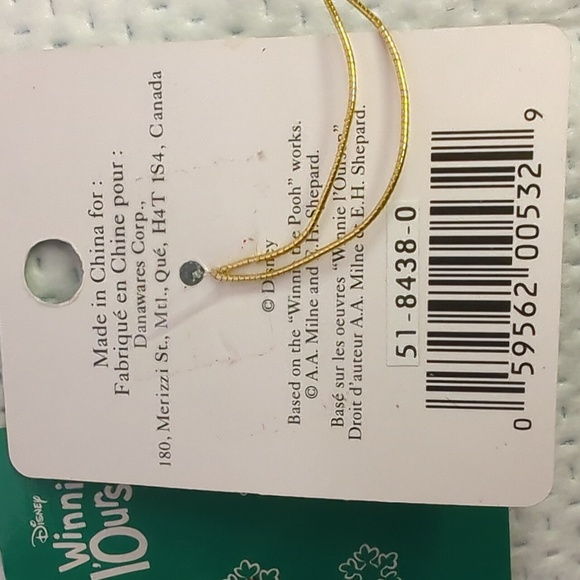 Made in China for :
Fabriqué en Chine pour :
Danawares Corp.,
180, Merizzi St., Mtl., Qué, H4T 1S4, Canada
© Disney
Based on the "Winnie the Pooh" works.
© A.A. Milne and E.H. Shepard.
Basé sur les oeuvres "Winnie l'Ourson"
Droit d'auteur A.A. Milne et E.H. Shepard.
51-8438-0
0 59562 00532 9
Disney
Winni
l'Ours